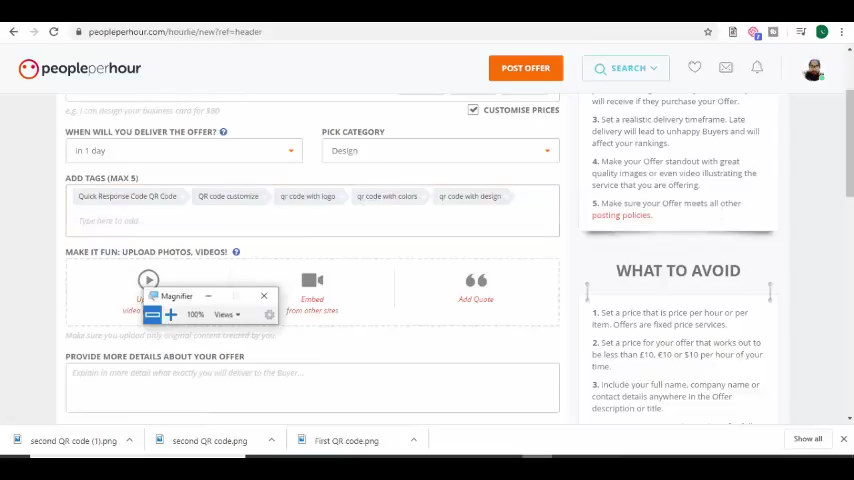 peopleperhour.com/hourlie/new?ref=header
peopleperhour
POST OFFER
SEARCH
e.g. I can design your business card for $80
CUSTOMISE PRICES
WHEN WILL YOU DELIVER THE OFFER?
PICK CATEGORY
in 1 day
Design
ADD TAGS (MAX 5)
Quick Response Code QR Code
QR code customize
qr code with logo
qr code with colors
qr code with design
Type here to edit...
MAKE IT FUN: UPLOAD PHOTOS, VIDEOS!
Magnifier
100%
Views
video
Embed
from other sites
Add Quote
Make sure you upload only original content created by you
PROVIDE MORE DETAILS ABOUT YOUR OFFER
Explain in more detail what exactly you will deliver to the Buyer...
will receive if they purchase your Offer.
3. Set a realistic delivery timeframe. Late
delivery will lead to unhappy Buyers and will
affect your rankings.
4. Make your Offer standout with great
quality images or even video illustrating the
service that you are offering.
5. Make sure your Offer meets all other
posting policies.
WHAT TO AVOID
1. Set a price that is price per hour or per
item. Offers are fixed price services.
2. Set a price for your offer that works out to
be less than £10, €10 or $10 per hour of your
time.
3. Include your full name, company name or
contact details anywhere in the Offer
description or title.
second QR code (1).png
second QR code.png
First QR code.png
Show all